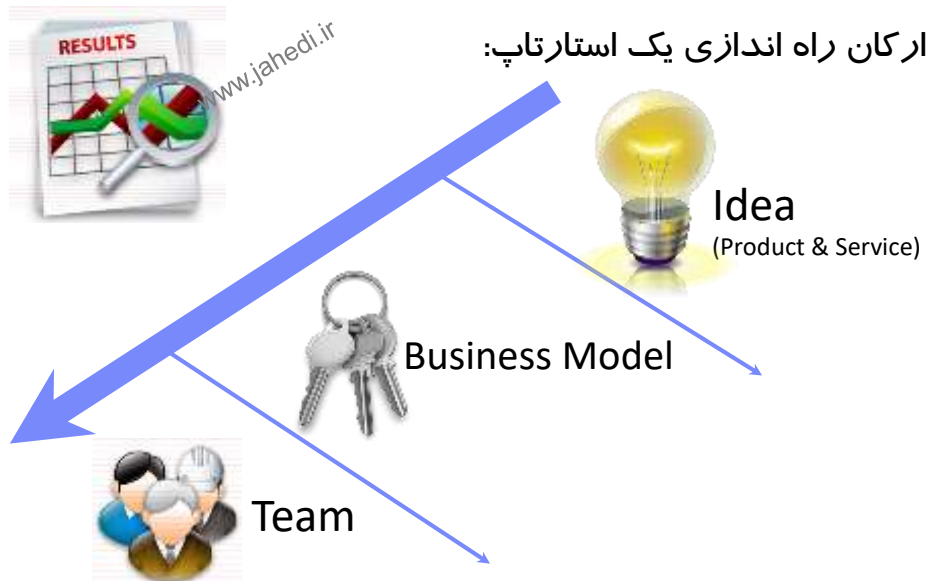 ارکان راه اندازی یک استارتاپ:
RESULTS
www.jahedi.ir
Idea
(Product & Service)
Business Model
Team